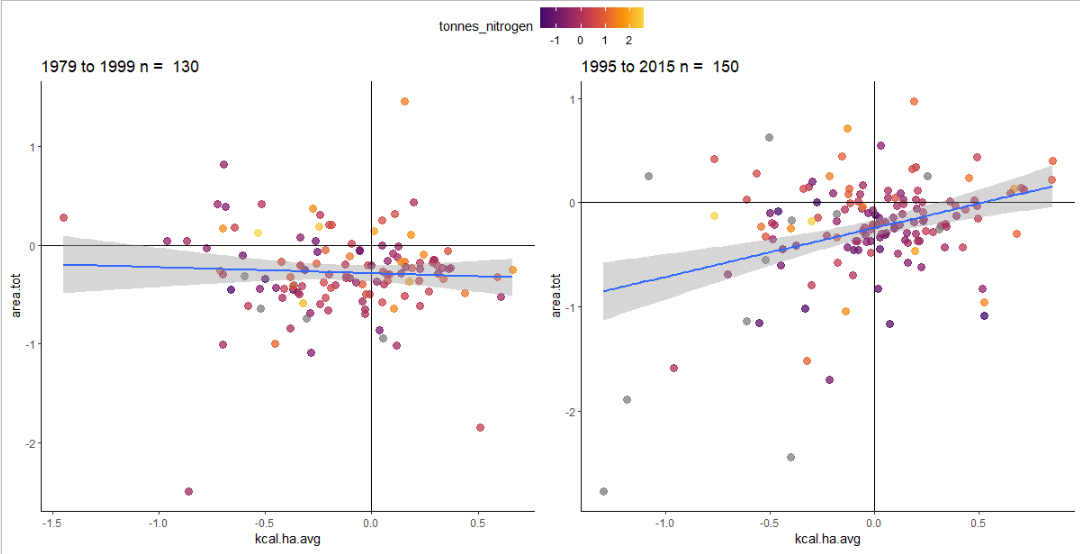 tonnes_nitrogen
-1 0 1 2
1979 to 1999 n =  130
area.tot
1
0
-1
-2
-1.5 -1.0 -0.5 0.0 0.5
kcal.ha.avg
1995 to 2015 n =  150
area.tot
1
0
-1
-2
-1.0 -0.5 0.0 0.5
kcal.ha.avg